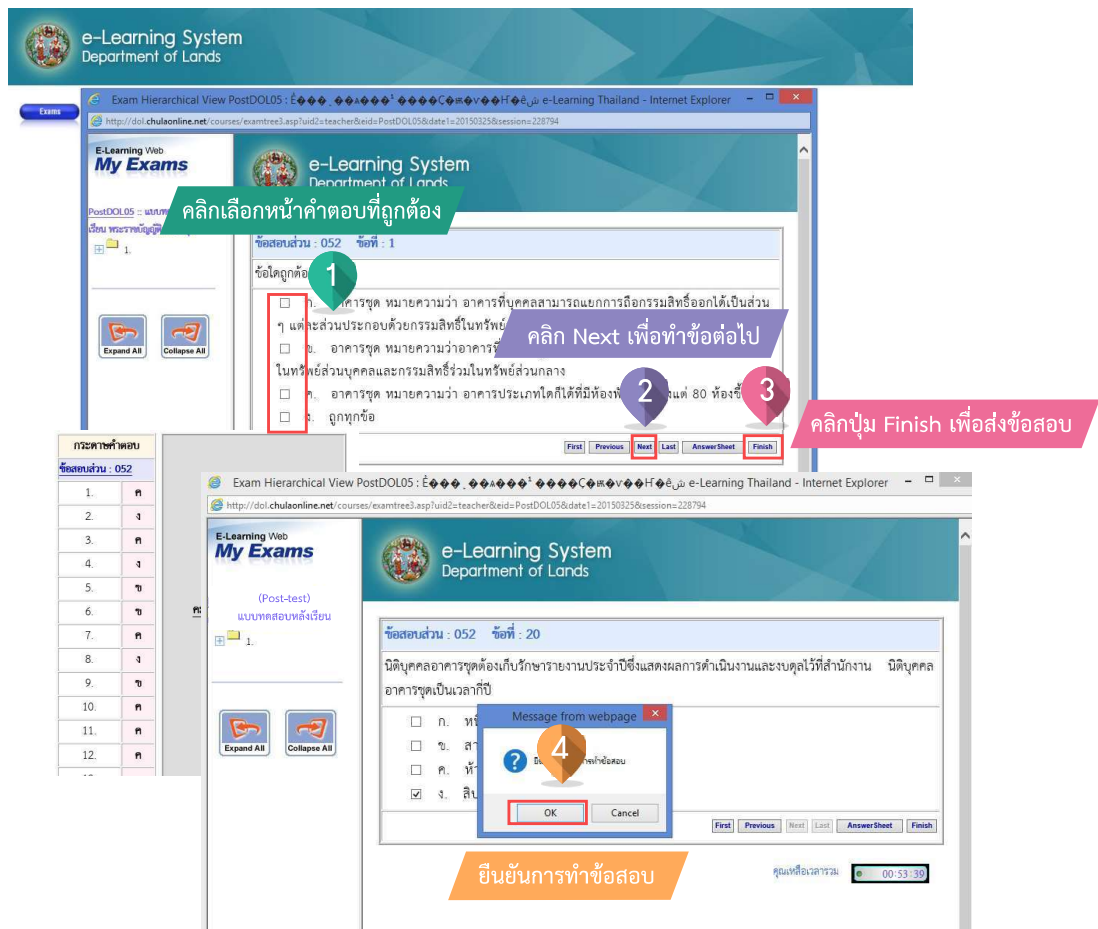 e-Learning System
Department of Lands
Exams
Exam Hierarchical View PostDOL05 : e-Learning Thailand - Internet Explorer
http://dol.chulaonline.net/courses/examtree3.asp?uid2=teacher&eid=PostDOL05&date1=20150325&session=228794
E-Learning Web
My Exams
e-Learning System
Department of Lands
PostDOL05 ::
คลิกเลือกหน้าคำตอบที่ถูกต้อง
1.
ข้อสอบส่วน : 052 ข้อที่ : 1
1
ก. อาคารชุด หมายความว่า อาคารที่บุคคลสามารถแยกการถือกรรมสิทธิ์ออกได้เป็นส่วน
ๆ แต่ละส่วนประกอบด้วยกรรมสิทธิ์ในทรัพย์
คลิก Next เพื่อทำข้อต่อไป
ข. อาคารชุด หมายความว่าอาคารที่
ในทรัพย์ส่วนบุคคลและกรรมสิทธิ์ร่วมในทรัพย์ส่วนกลาง
ค. อาคารชุด หมายความว่า อาคารประเภทใดก็ได้ที่มีห้อง 80 ห้อง
2
3
ง. ถูกทุกข้อ
คลิกปุ่ม Finish เพื่อส่งข้อสอบ
Expand All
Collapse All
First Previous Next Last AnswerSheet Finish
กระดาษคำตอบ
ข้อสอบส่วน : 052
1. ค
2. ง
3. ค
4. ง
5. ข
6. ข
7. ค
8. ง
9. ข
10. ค
11. ค
12. ค
Exam Hierarchical View PostDOL05 : e-Learning Thailand - Internet Explorer
http://dol.chulaonline.net/courses/examtree3.asp?uid2=teacher&eid=PostDOL05&date1=20150325&session=228794
E-Learning Web
My Exams
e-Learning System
Department of Lands
(Post-test)
แบบทดสอบหลังเรียน
1.
ข้อสอบส่วน : 052 ข้อที่ : 20
นิติบุคคลอาคารชุดต้องเก็บรักษารายงานประจำปีซึ่งแสดงผลการดำเนินงานและงบดุลไว้ที่สำนักงาน นิติบุคคล
อาคารชุดเป็นเวลากี่ปี
Expand All
Collapse All
ก.
ข.
ค.
ง.
Message from webpage
4
OK Cancel
First Previous Next Last AnswerSheet Finish
ยืนยันการทำข้อสอบ
คุณเหลือเวลารวม 00:53:39